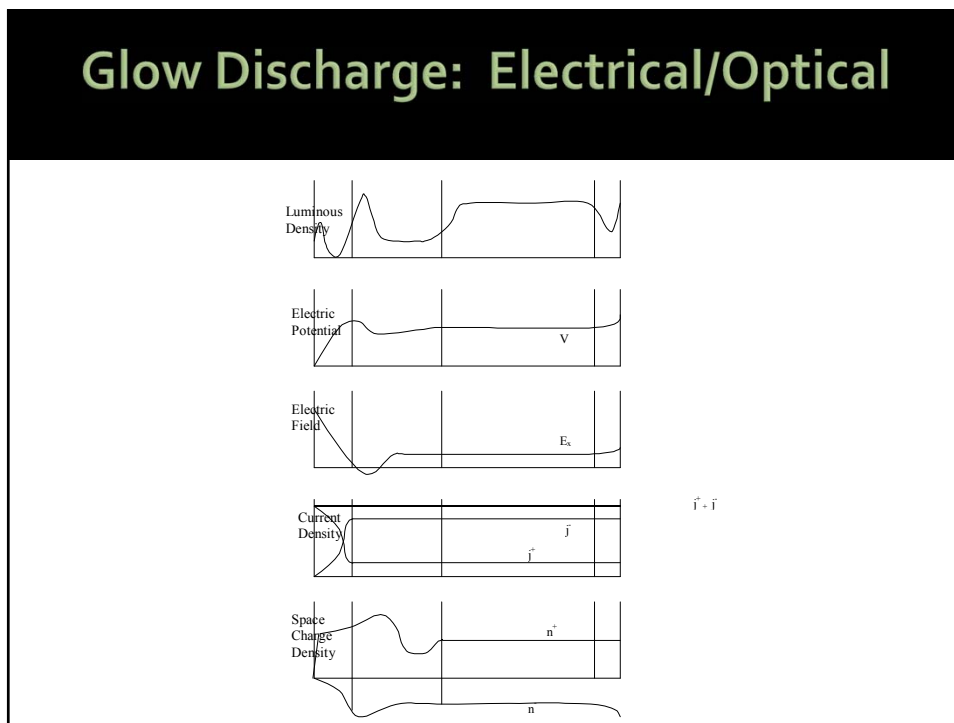 Glow Discharge: Electrical/Optical
Luminous
Density
Electric
Potential
V
Electric
Field
Eₓ
j⁺ + j⁻
Current
Density
j⁻
j⁺
Space
Charge
Density
n⁺
n